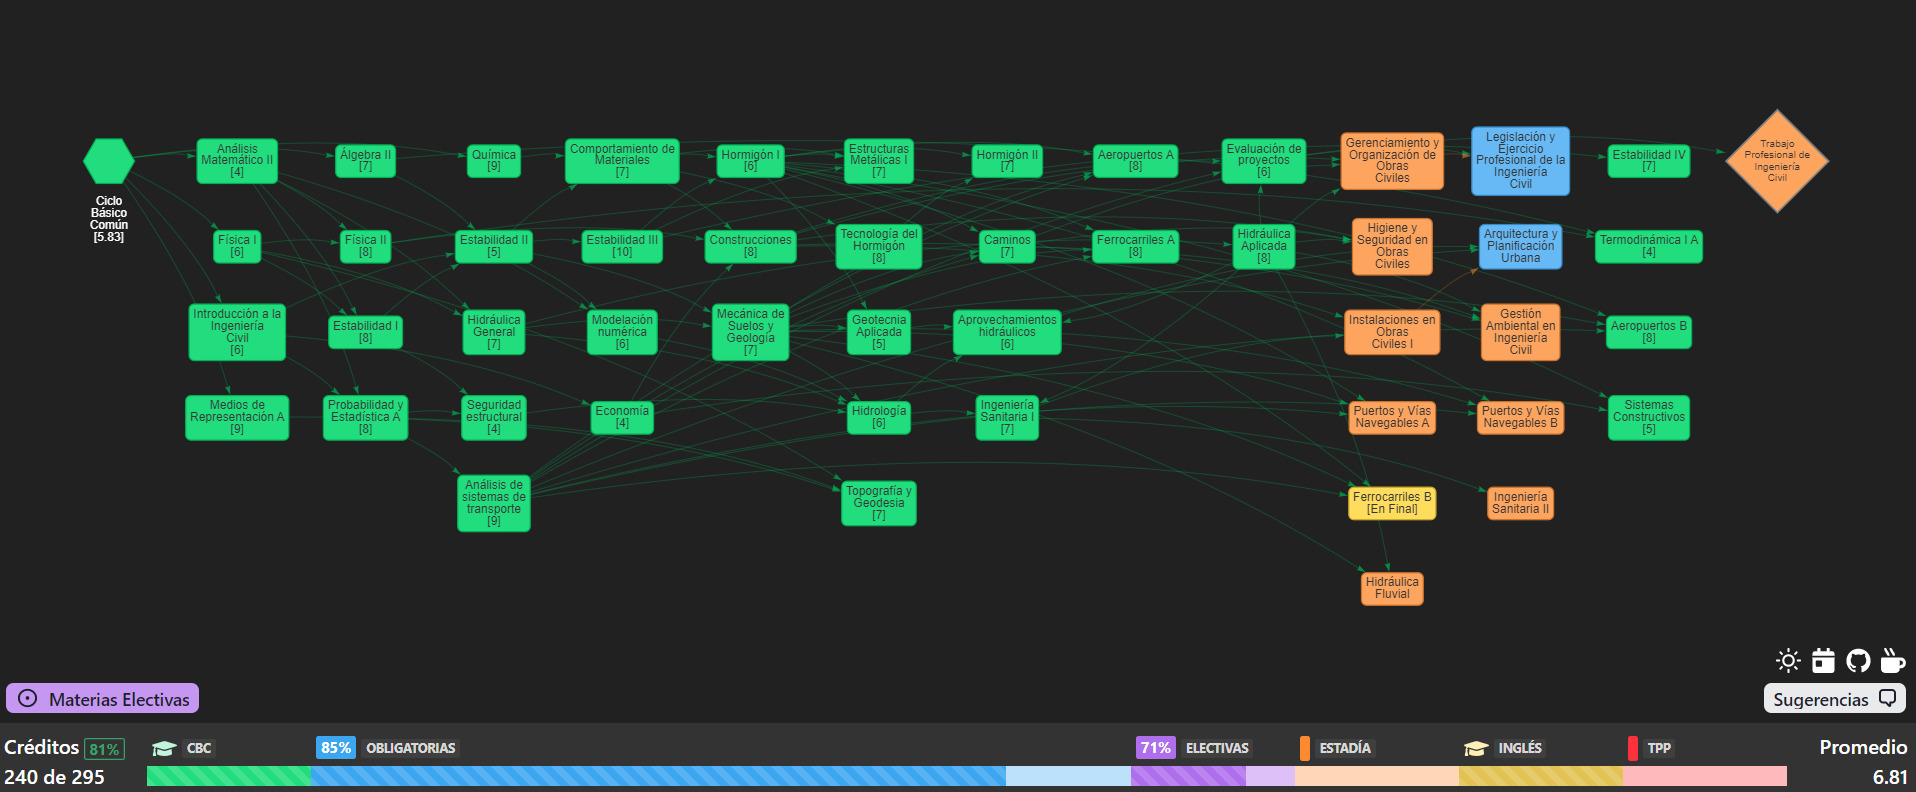 Ciclo
Básico
Común
[5.83]
Análisis
Matemático II
[4]
Álgebra II
[7]
Química
[9]
Comportamiento de
Materiales
[7]
Hormigón I
[6]
Estructuras
Metálicas I
[7]
Hormigón II
[7]
Aeropuertos A
[8]
Evaluación de
proyectos
[6]
Gerenciamiento y
Organización de
Obras
Civiles
Legislación y
Ejercicio
Profesional de la
Ingeniería
Civil
Estabilidad IV
[7]
Trabajo
Profesional de
Ingeniería
Civil
Física I
[6]
Física II
[8]
Estabilidad II
[5]
Estabilidad III
[10]
Construcciones
[8]
Tecnología del
Hormigón
[8]
Caminos
[7]
Ferrocarriles A
[8]
Hidráulica
Aplicada
[8]
Higiene y
Seguridad en
Obras
Civiles
Arquitectura y
Planificación
Urbana
Termodinámica I A
[4]
Introducción a la
Ingeniería
Civil
[6]
Estabilidad I
[8]
Hidráulica
General
[7]
Modelación
numérica
[6]
Mecánica de
Suelos y
Geología
[7]
Geotecnia
Aplicada
[5]
Aprovechamientos
hidráulicos
[6]
Instalaciones en
Obras
Civiles I
Gestión
Ambiental en
Ingeniería
Civil
Aeropuertos B
[8]
Medios de
Representación A
[9]
Probabilidad y
Estadística A
[8]
Seguridad
estructural
[4]
Economía
[4]
Hidrología
[6]
Ingeniería
Sanitaria I
[7]
Puertos y Vías
Navegables A
Puertos y Vías
Navegables B
Sistemas
Constructivos
[5]
Análisis de
sistemas de
transporte
[9]
Topografía y
Geodesia
[7]
Ferrocarriles B
[En Final]
Ingeniería
Sanitaria II
Hidráulica
Fluvial
Materias Electivas
Sugerencias
Créditos 81%
240 de 295
CBC
85% OBLIGATORIAS
71% ELECTIVAS
ESTADÍA
INGLÉS
TPP
Promedio
6.81